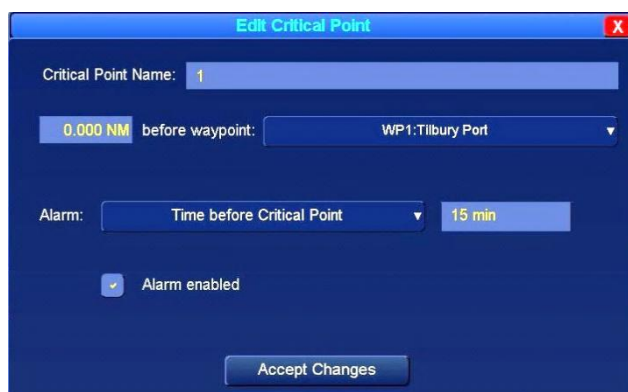 Edit Critical Point X
Critical Point Name: 1
0.000 NM before waypoint: WP1:Tilbury Port
Alarm: Time before Critical Point 15 min
Alarm enabled
Accept Changes